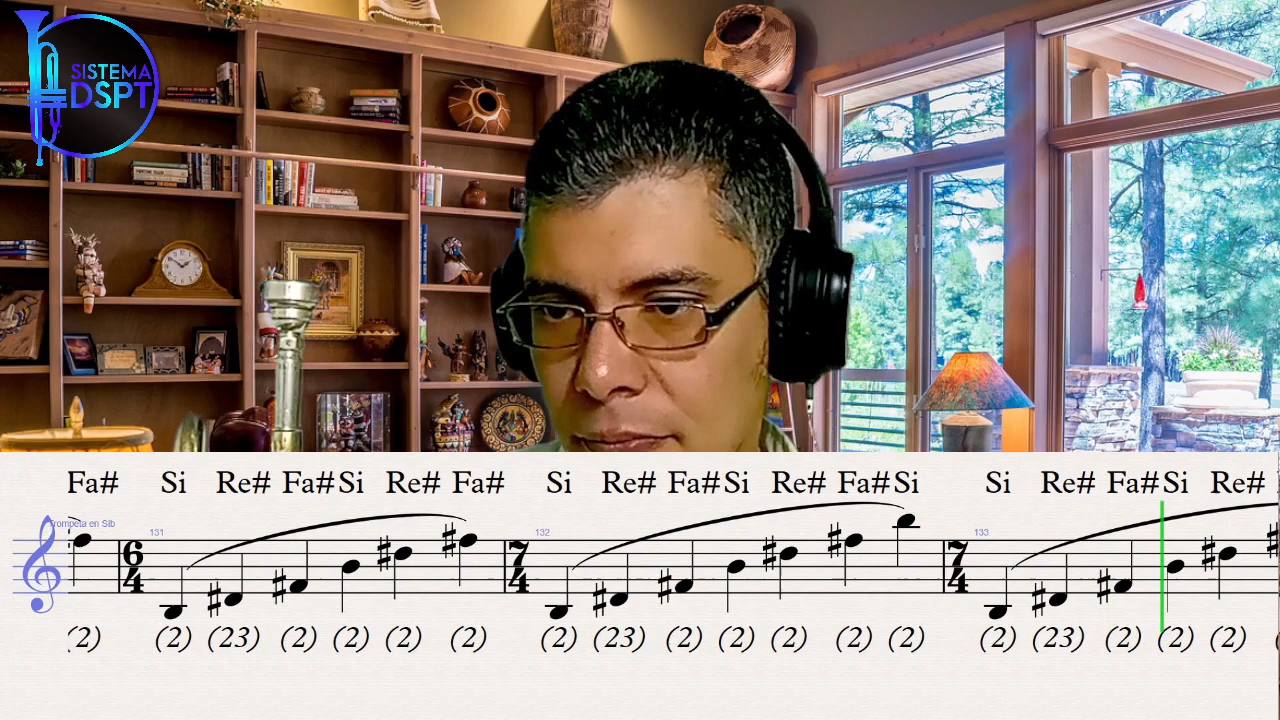 SISTEMA
DSPT
Fa# Si Re# Fa# Si Re# Fa# Si Re# Fa# Si Re# Fa# Si Si Re# Fa# Si Re#
Trompeta en Sib
131 132 133
6 4 7 4 7 4
(2) (2) (23) (2) (2) (2) (2) (2) (23) (2) (2) (2) (2) (2) (2) (23) (2) (2) (2)